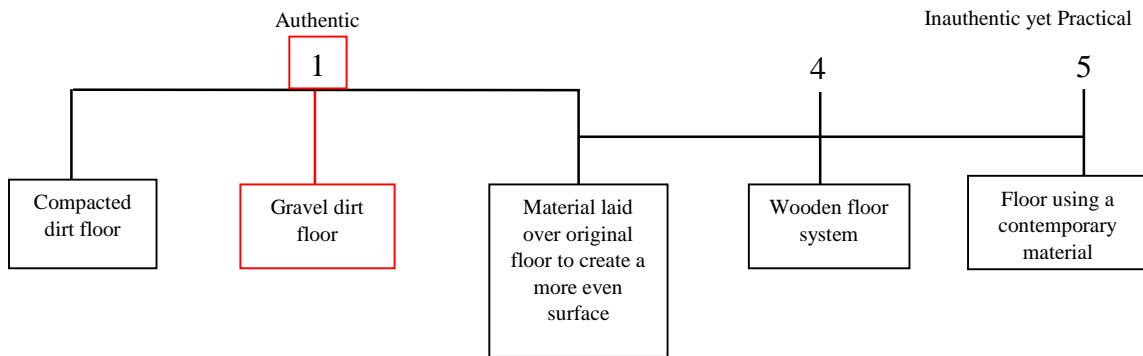 Authentic
Inauthentic yet Practical
1
4
5
Compacted
dirt floor
Gravel dirt
floor
Material laid
over original
floor to create a
more even
surface
Wooden floor
system
Floor using a
contemporary
material